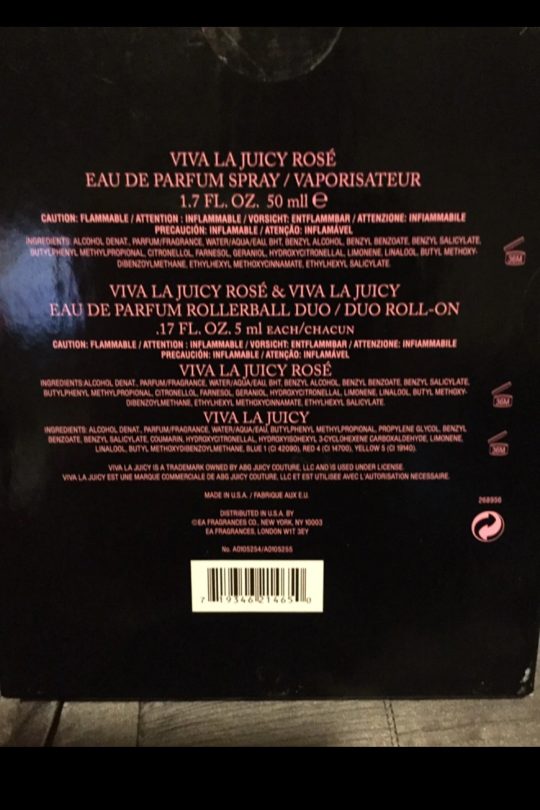 VIVA LA JUICY ROSÉ
EAU DE PARFUM SPRAY / VAPORISATEUR
1.7 FL. OZ. 50 mll ℮
CAUTION: FLAMMABLE / ATTENTION : INFLAMMABLE / VORSICHT: ENTFLAMMBAR / ATTENZIONE: INFIAMMABILE
PRECAUCIÓN: INFLAMABLE / ATENÇÃO: INFLAMÁVEL
INGREDIENTS: ALCOHOL DENAT., PARFUM/FRAGRANCE, WATER/AQUA/EAU, BHT, BENZYL ALCOHOL, BENZYL BENZOATE, BENZYL SALICYLATE,
BUTYLPHENYL METHYLPROPIONAL, CITRONELLOL, FARNESOL, GERANIOL, HYDROXYCITRONELLAL, LIMONENE, LINALOOL, BUTYL METHOXY-
DIBENZOYLMETHANE, ETHYLHEXYL METHOXYCINNAMATE, ETHYLHEXYL SALICYLATE.
36M
VIVA LA JUICY ROSÉ & VIVA LA JUICY
EAU DE PARFUM ROLLERBALL DUO / DUO ROLL-ON
.17 FL. OZ. 5 ml EACH/CHACUN
CAUTION: FLAMMABLE / ATTENTION : INFLAMMABLE / VORSICHT: ENTFLAMMBAR / ATTENZIONE: INFIAMMABILE
PRECAUCIÓN: INFLAMABLE / ATENÇÃO: INFLAMÁVEL
VIVA LA JUICY ROSÉ
INGREDIENTS: ALCOHOL DENAT., PARFUM/FRAGRANCE, WATER/AQUA/EAU, BHT, BENZYL ALCOHOL, BENZYL BENZOATE, BENZYL SALICYLATE,
BUTYLPHENYL METHYLPROPIONAL, CITRONELLOL, FARNESOL, GERANIOL, HYDROXYCITRONELLAL, LIMONENE, LINALOOL, BUTYL METHOXY-
DIBENZOYLMETHANE, ETHYLHEXYL METHOXYCINNAMATE, ETHYLHEXYL SALICYLATE.
36M
VIVA LA JUICY
INGREDIENTS: ALCOHOL DENAT., PARFUM/FRAGRANCE, WATER/AQUA/EAU, BUTYLPHENYL METHYLPROPIONAL, PROPYLENE GLYCOL, BENZYL
BENZOATE, BENZYL SALICYLATE, COUMARIN, HYDROXYCITRONELLAL, HYDROXYISOHEXYL 3-CYCLOHEXENE CARBOXALDEHYDE, LIMONENE,
LINALOOL, BUTYL METHOXYDIBENZOYLMETHANE, BLUE 1 (CI 42090), RED 4 (CI 14700), YELLOW 5 (CI 19140).
36M
VIVA LA JUICY IS A TRADEMARK OWNED BY ABG JUICY COUTURE, LLC AND IS USED UNDER LICENSE.
VIVA LA JUICY EST UNE MARQUE COMMERCIALE DE ABG JUICY COUTURE, LLC ET EST UTILISEE AVEC L'AUTORISATION NECESSAIRE.
MADE IN U.S.A. / FABRIQUE AUX E.U.
268956
DISTRIBUTED IN U.S.A. BY
©EA FRAGRANCES CO., NEW YORK, NY 10003
EA FRAGRANCES, LONDON W1T 3EY
No. A0105254/A0105255
7 19346 21465 0